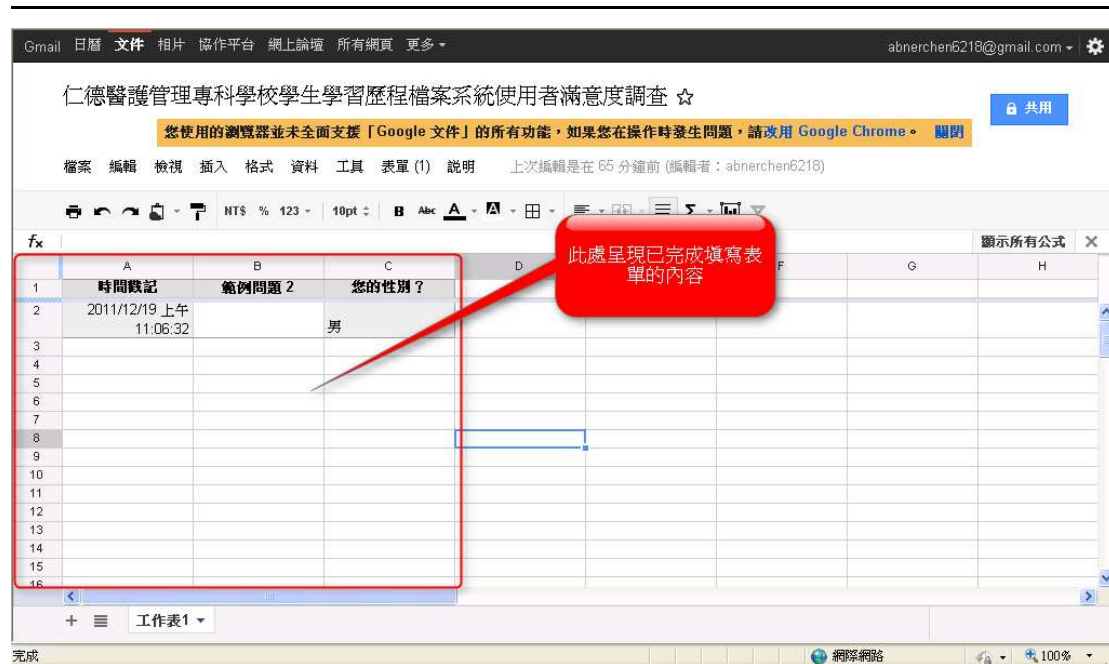 Gmail 日曆 文件 相片 協作平台 網上論壇 所有網頁 更多 abnerchen6218@gmail.com
仁德醫護管理專科學校學生學習歷程檔案系統使用者滿意度調查 ☆
共用
您使用的瀏覽器並未全面支援「Google 文件」的所有功能,如果您在操作時發生問題,請改用 Google Chrome。 關閉
檔案 編輯 檢視 插入 格式 資料 工具 表單 (1) 說明 上次編輯是在 65 分鐘前 (編輯者:abnerchen6218)
NT$ % 123 10pt B Abc A A Σ
fx 顯示所有公式
此處呈現已完成填寫表
單的內容
A B C D F G H
1 時間戳記 範例問題 2 您的性別?
2 2011/12/19 上午
11:06:32 男
3
4
5
6
7
8
9
10
11
12
13
14
15
16
工作表1
完成 網際網路 100%